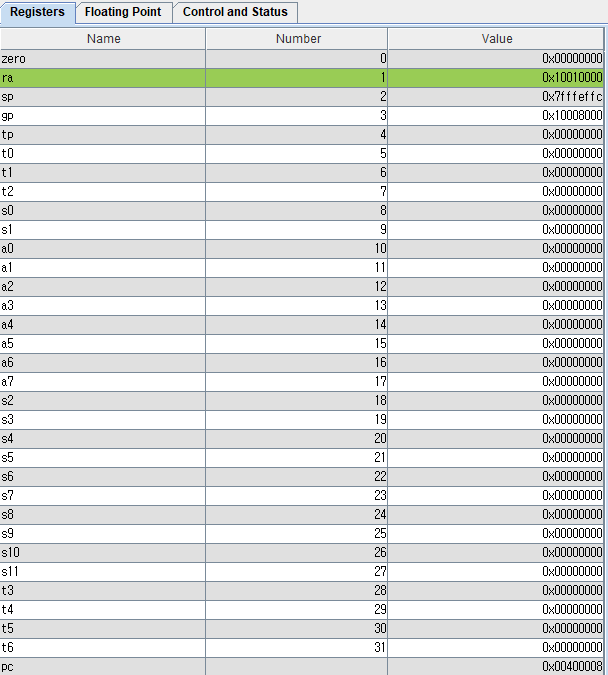 Registers Floating Point Control and Status
Name Number Value
zero 0 0x00000000
ra 1 0x10010000
sp 2 0x7fffeffc
gp 3 0x10008000
tp 4 0x00000000
t0 5 0x00000000
t1 6 0x00000000
t2 7 0x00000000
s0 8 0x00000000
s1 9 0x00000000
a0 10 0x00000000
a1 11 0x00000000
a2 12 0x00000000
a3 13 0x00000000
a4 14 0x00000000
a5 15 0x00000000
a6 16 0x00000000
a7 17 0x00000000
s2 18 0x00000000
s3 19 0x00000000
s4 20 0x00000000
s5 21 0x00000000
s6 22 0x00000000
s7 23 0x00000000
s8 24 0x00000000
s9 25 0x00000000
s10 26 0x00000000
s11 27 0x00000000
t3 28 0x00000000
t4 29 0x00000000
t5 30 0x00000000
t6 31 0x00000000
pc 0x00400008